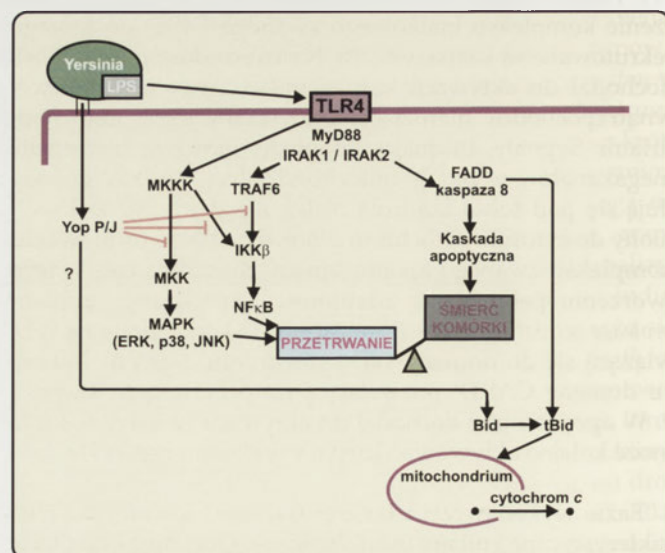 Yersinia
LPS
TLR4
MyD88
IRAK1 / IRAK2
MKKK
TRAF6
FADD
kaspaza 8
Yop P/J
?
IKKβ
Kaskada
apoptyczna
MKK
NFκB
ŚMIERĆ
KOMÓRKI
MAPK
(ERK, p38, JNK)
PRZETRWANIE
Bid
tBid
mitochondrium
cytochrom c